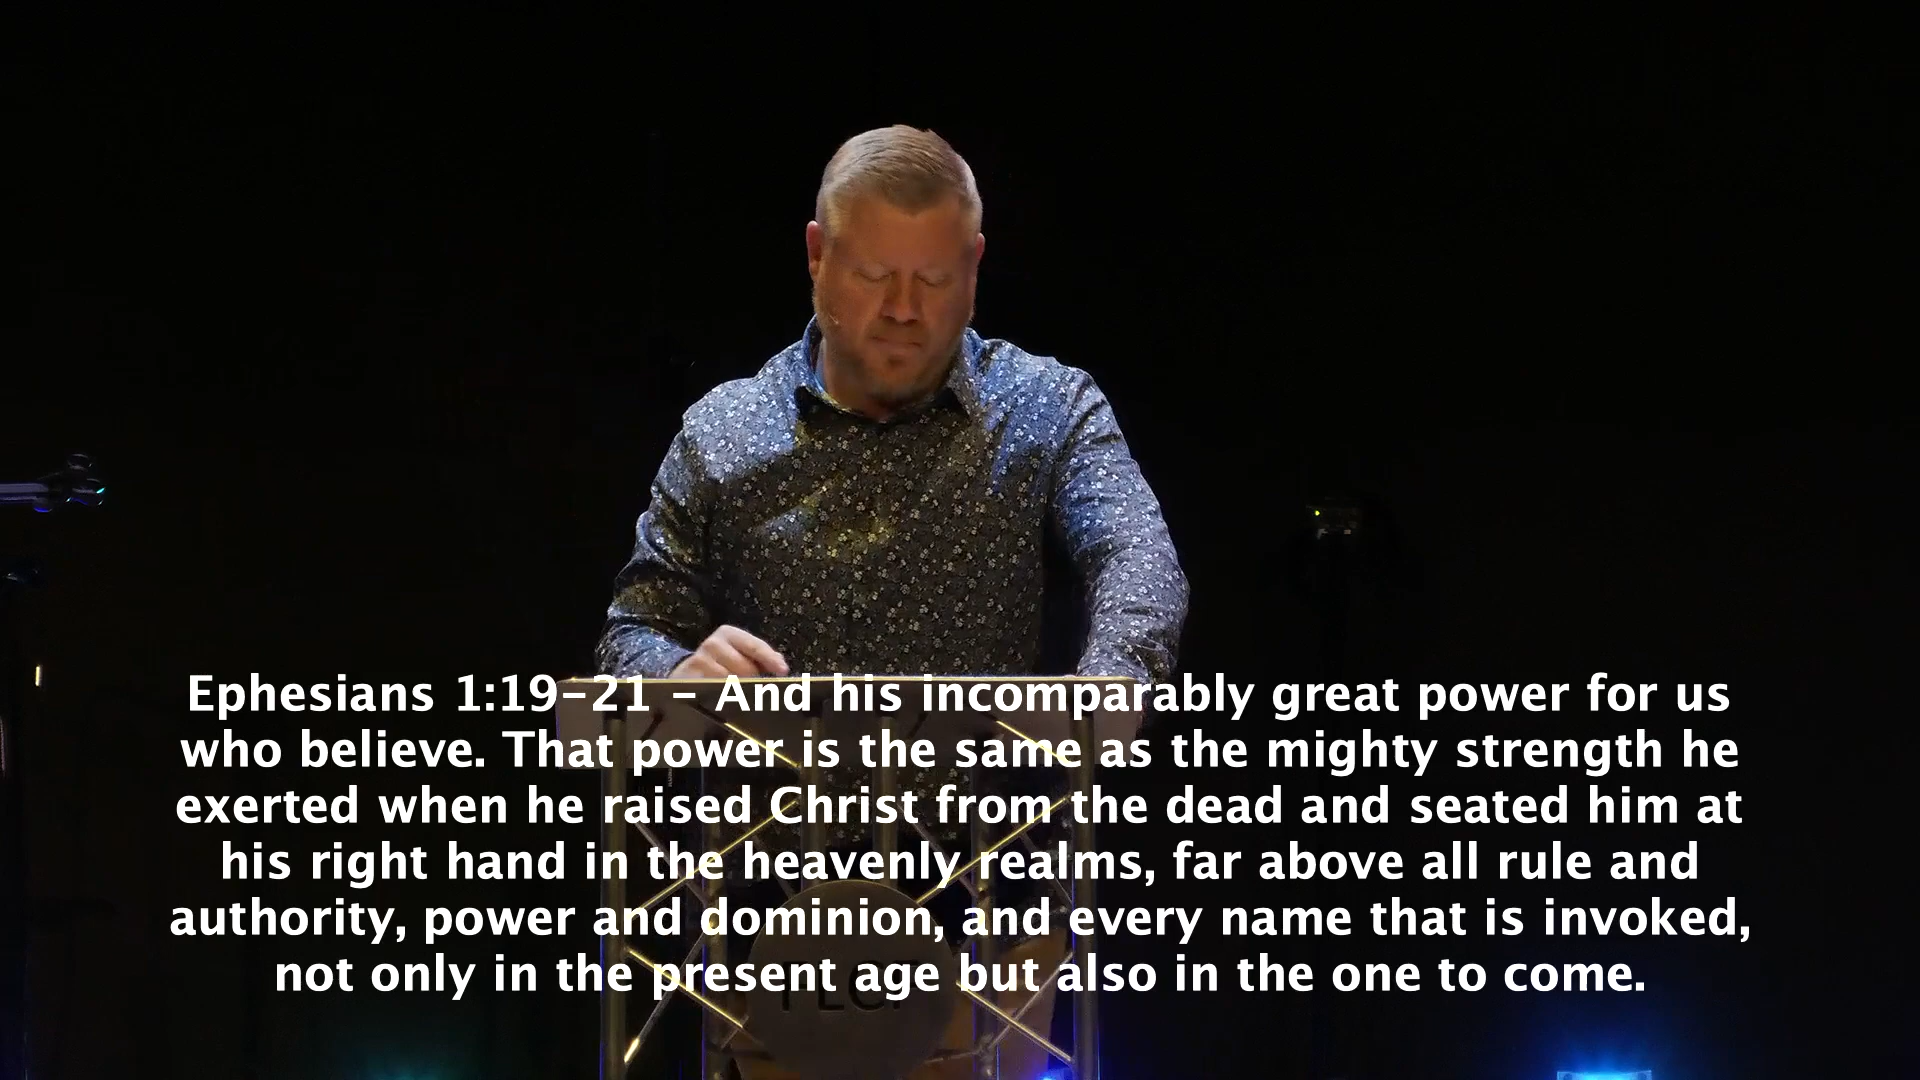 Ephesians 1:19-21 - And his incomparably great power for us
who believe. That power is the same as the mighty strength he
exerted when he raised Christ from the dead and seated him at
his right hand in the heavenly realms, far above all rule and
authority, power and dominion, and every name that is invoked,
not only in the present age but also in the one to come.